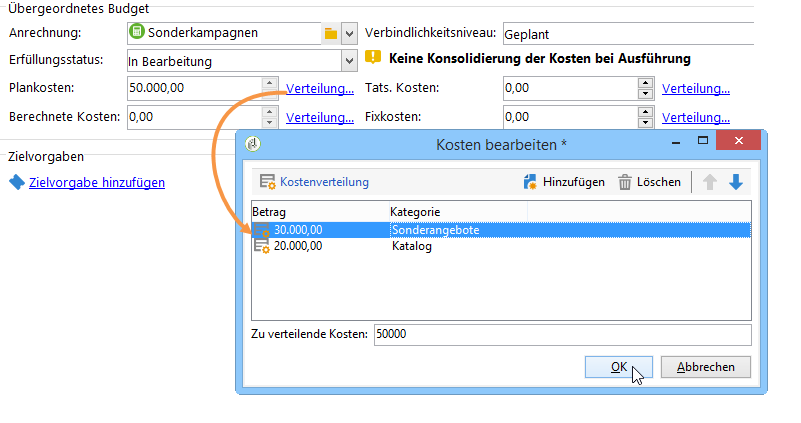 Übergeordnetes Budget
Anrechnung: Sonderkampagnen Verbindlichkeitsniveau: Geplant
Erfüllungsstatus: In Bearbeitung Keine Konsolidierung der Kosten bei Ausführung
Plankosten: 50.000,00 Verteilung... Tats. Kosten: 0,00 Verteilung...
Berechnete Kosten: 0,00 Verteilung... Fixkosten: 0,00 Verteilung...
Zielvorgaben
Zielvorgabe hinzufügen
Kosten bearbeiten *
Kostenverteilung Hinzufügen Löschen
Betrag Kategorie
30.000,00 Sonderangebote
20.000,00 Katalog
Zu verteilende Kosten: 50000
OK Abbrechen